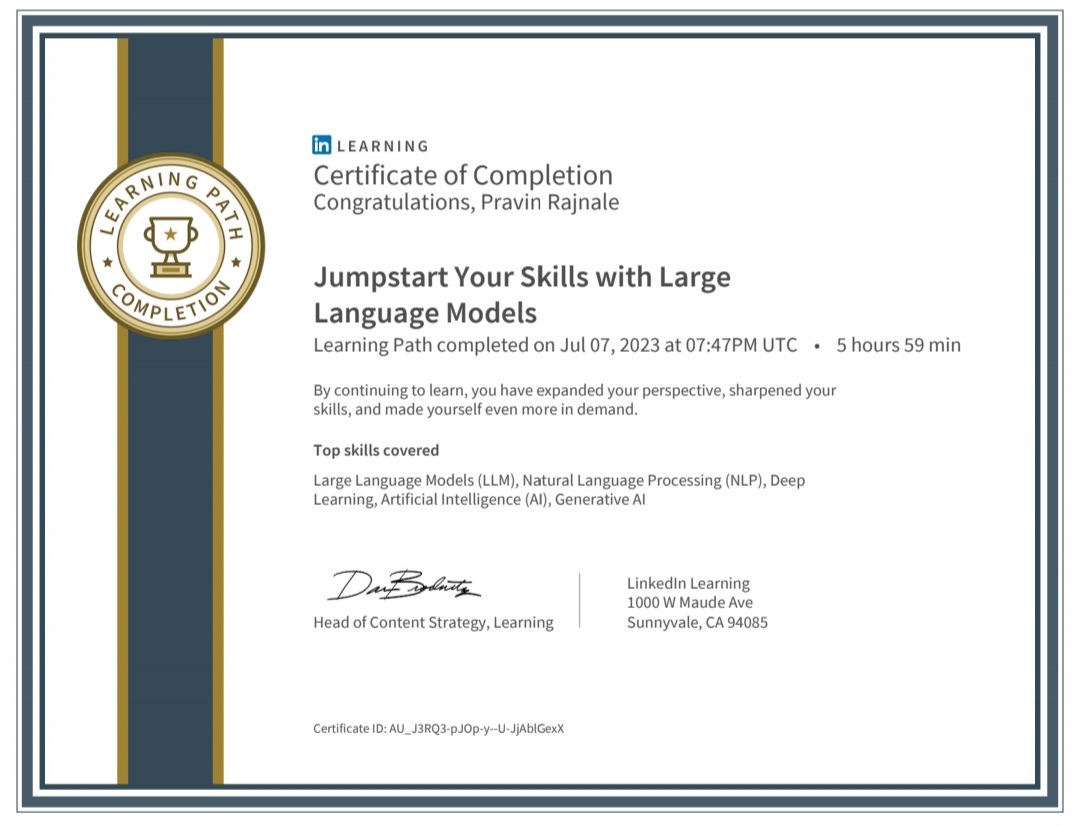 LEARNING PATH
COMPLETION
in LEARNING
Certificate of Completion
Congratulations, Pravin Rajnale
Jumpstart Your Skills with Large
Language Models
Learning Path completed on Jul 07, 2023 at 07:47PM UTC • 5 hours 59 min
By continuing to learn, you have expanded your perspective, sharpened your
skills, and made yourself even more in demand.
Top skills covered
Large Language Models (LLM), Natural Language Processing (NLP), Deep
Learning, Artificial Intelligence (AI), Generative AI
Head of Content Strategy, Learning
LinkedIn Learning
1000 W Maude Ave
Sunnyvale, CA 94085
Certificate ID: AU_J3RQ3-pJOp-y--U-JjAblGexX